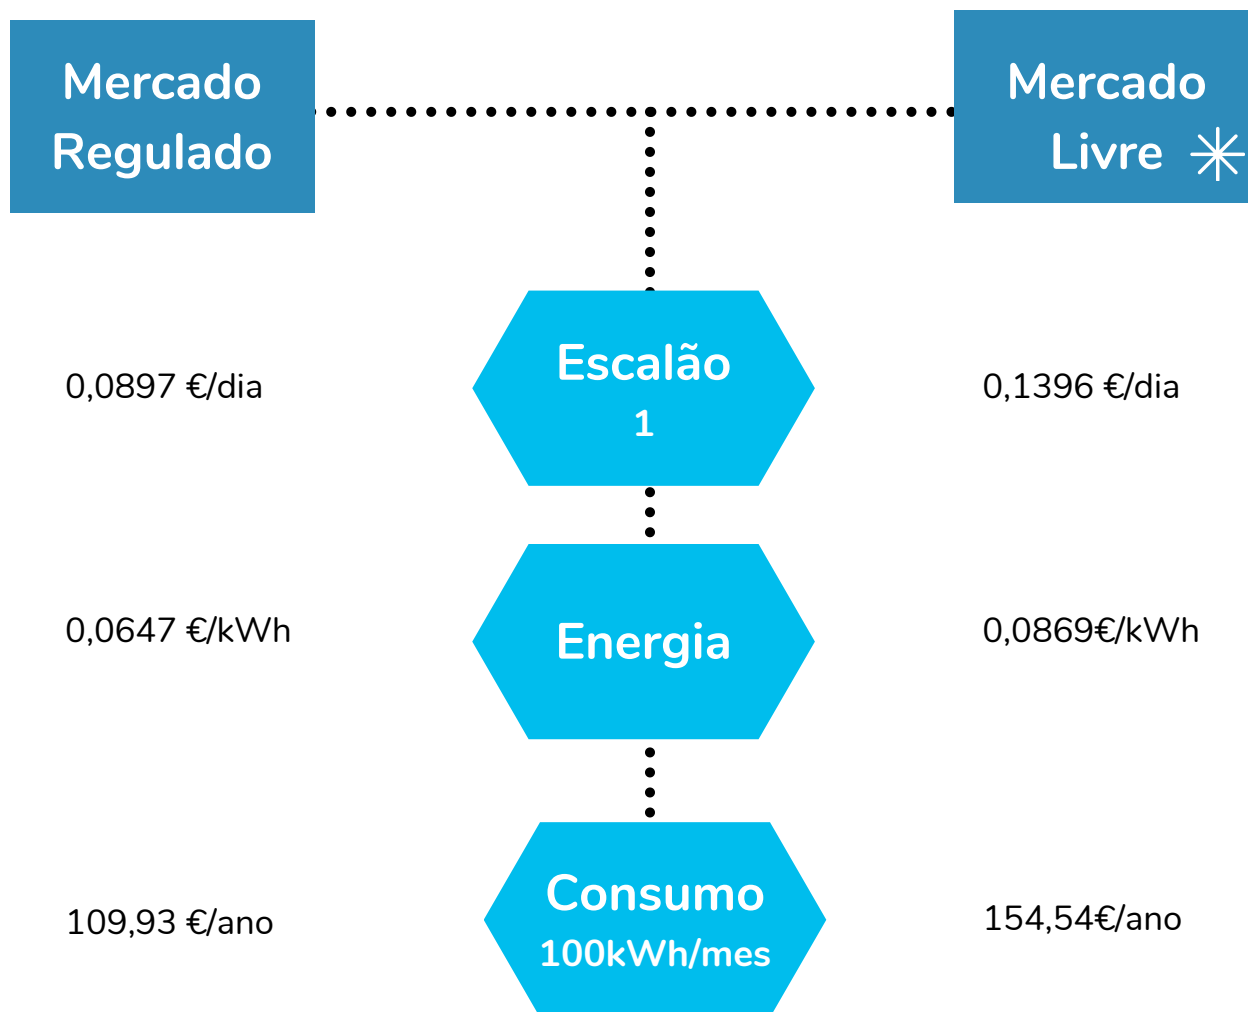 Mercado
Regulado
Mercado
Livre
Escalão
1
0,0897 €/dia
0,1396 €/dia
Energia
0,0647 €/kWh
0,0869€/kWh
Consumo
100kWh/mes
109,93 €/ano
154,54€/ano